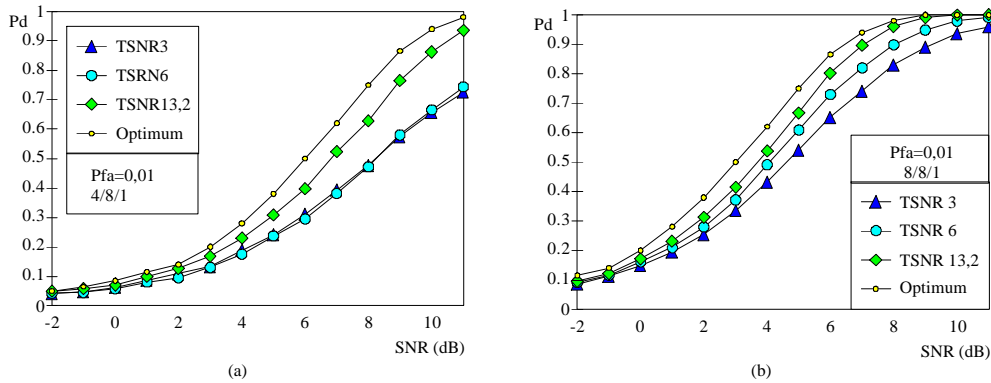 Pd
1
0.9
0.8
0.7
0.6
0.5
0.4
0.3
0.2
0.1
0
-2
0
2
4
6
8
10
SNR (dB)
TSNR3
TSRN6
TSNR13,2
Optimum
Pfa=0,01
4/8/1
(a)
Pd
1
0.9
0.8
0.7
0.6
0.5
0.4
0.3
0.2
0.1
0
-2
0
2
4
6
8
10
SNR (dB)
Pfa=0,01
8/8/1
TSNR 3
TSNR 6
TSNR 13,2
Optimum
(b)